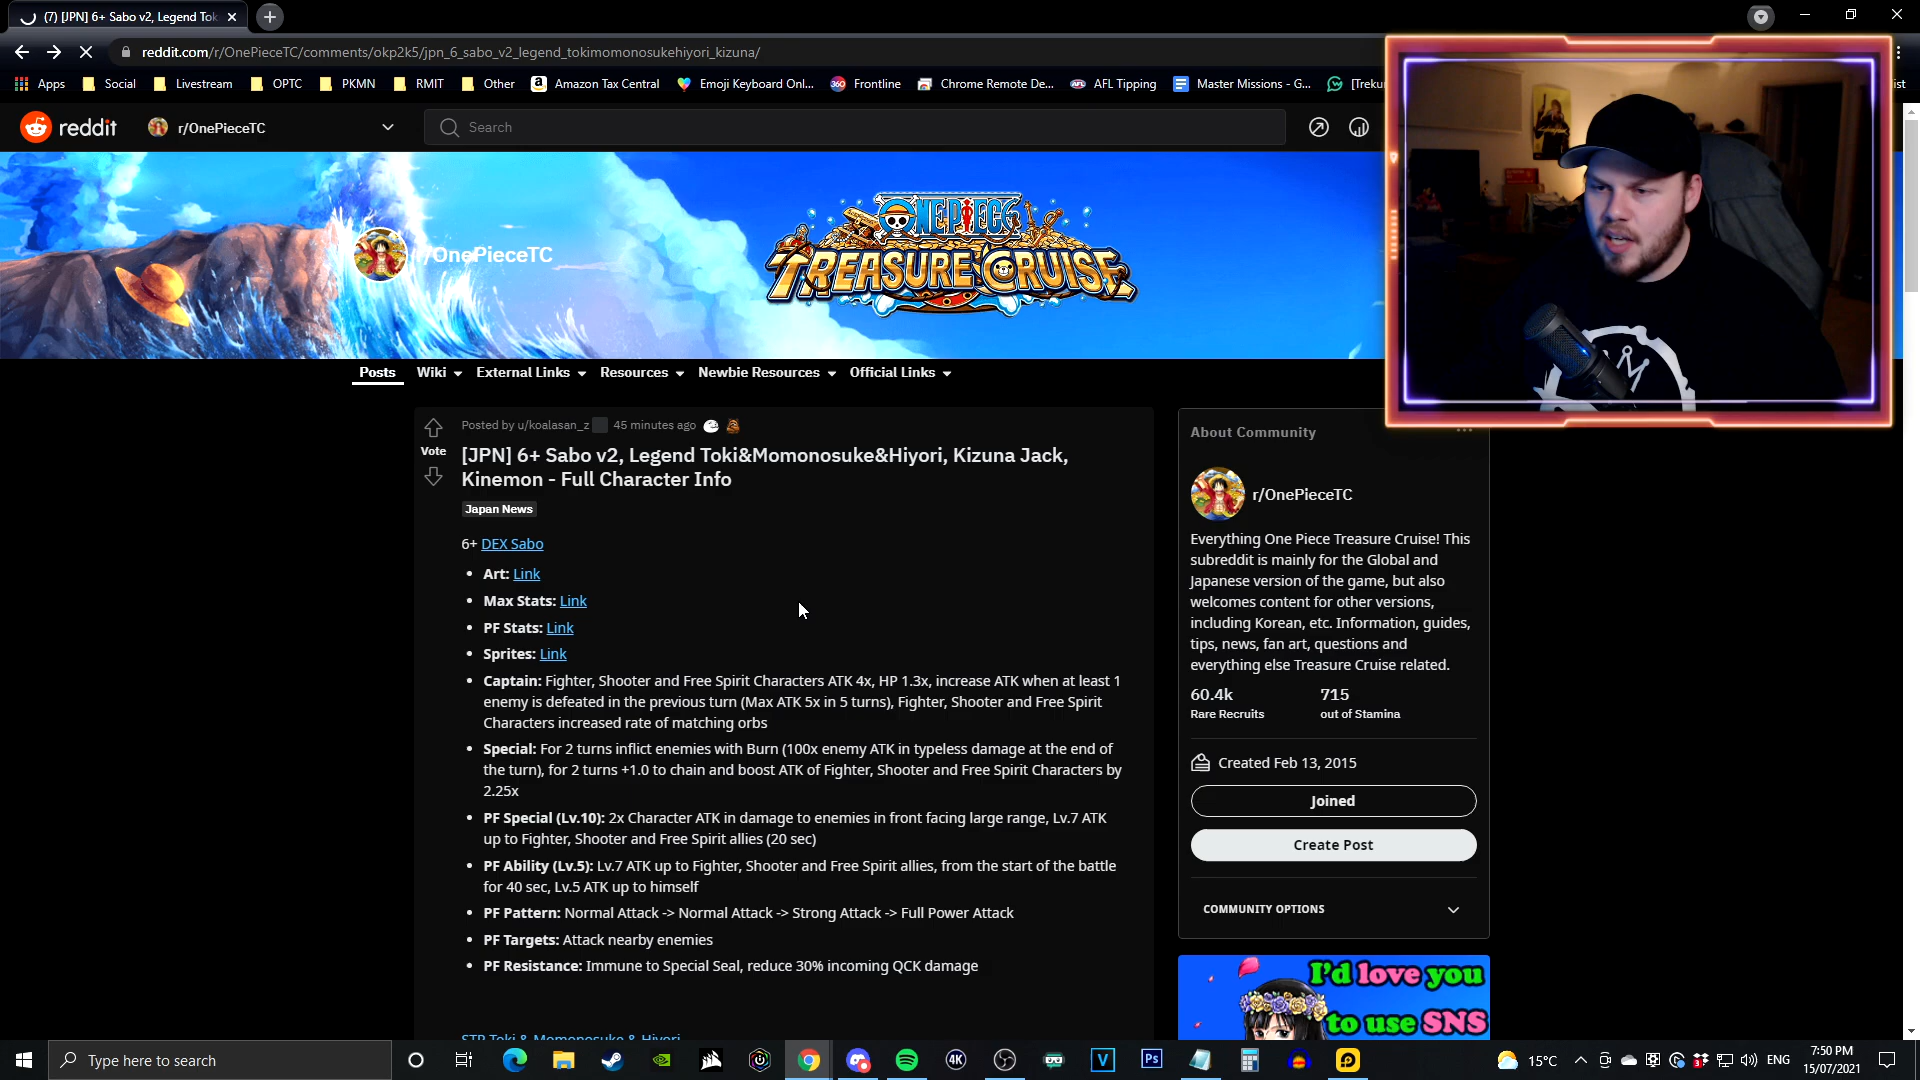 (7) [JPN] 6+ Sabo v2, Legend Tok
reddit.com/r/OnePieceTC/comments/okp2k5/jpn_6_sabo_v2_legend_tokimomonosukehiyori_kizuna/
Apps Social Livestream OPTC PKMN RMIT Other Amazon Tax Central Emoji Keyboard Onl... Frontline Chrome Remote De... AFL Tipping Master Missions - G... [Treku ist
reddit r/OnePieceTC Search
ONE PIECE
TREASURE CRUISE
r/OnePieceTC
Posts Wiki External Links Resources Newbie Resources Official Links
Posted by u/koalasan_z 45 minutes ago
Vote
[JPN] 6+ Sabo v2, Legend Toki&Momonosuke&Hiyori, Kizuna Jack,
Kinemon - Full Character Info
Japan News
6+ DEX Sabo
• Art: Link
• Max Stats: Link
• PF Stats: Link
• Sprites: Link
• Captain: Fighter, Shooter and Free Spirit Characters ATK 4x, HP 1.3x, increase ATK when at least 1
enemy is defeated in the previous turn (Max ATK 5x in 5 turns), Fighter, Shooter and Free Spirit
Characters increased rate of matching orbs
• Special: For 2 turns inflict enemies with Burn (100x enemy ATK in typeless damage at the end of
the turn), for 2 turns +1.0 to chain and boost ATK of Fighter, Shooter and Free Spirit Characters by
2.25x
• PF Special (Lv.10): 2x Character ATK in damage to enemies in front facing large range, Lv.7 ATK
up to Fighter, Shooter and Free Spirit allies (20 sec)
• PF Ability (Lv.5): Lv.7 ATK up to Fighter, Shooter and Free Spirit allies, from the start of the battle
for 40 sec, Lv.5 ATK up to himself
• PF Pattern: Normal Attack -> Normal Attack -> Strong Attack -> Full Power Attack
• PF Targets: Attack nearby enemies
• PF Resistance: Immune to Special Seal, reduce 30% incoming QCK damage
STR Toki & Momonosuke & Hiyori
About Community
r/OnePieceTC
Everything One Piece Treasure Cruise! This
subreddit is mainly for the Global and
Japanese version of the game, but also
welcomes content for other versions,
including Korean, etc. Information, guides,
tips, news, fan art, questions and
everything else Treasure Cruise related.
60.4k 715
Rare Recruits out of Stamina
Created Feb 13, 2015
Joined
Create Post
COMMUNITY OPTIONS
I'd love you
to use SNS
Type here to search
15°C ENG 7:50 PM
15/07/2021